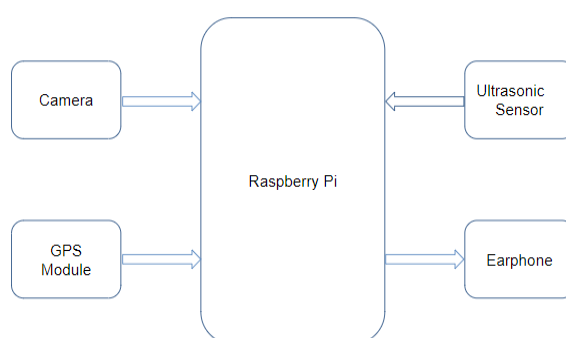 Camera
Ultrasonic
Sensor
Raspberry Pi
GPS
Module
Earphone